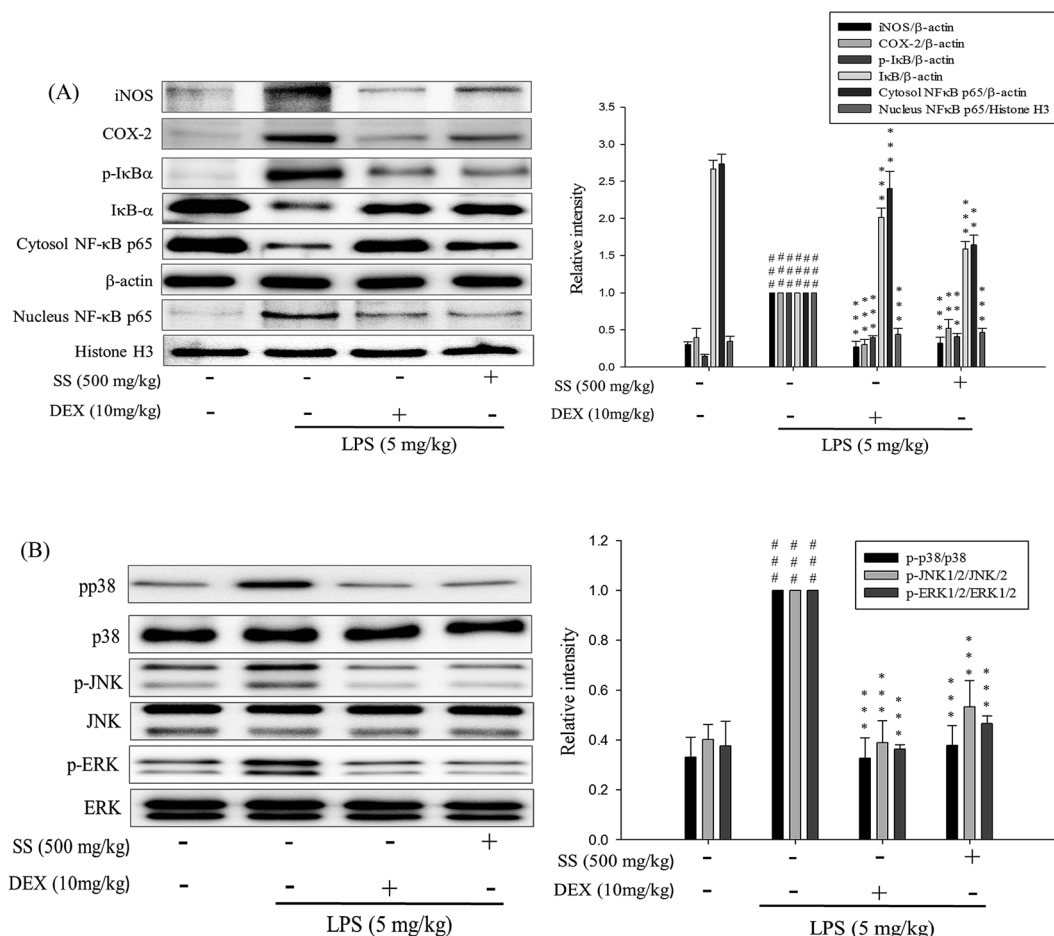 (A)
iNOS
COX-2
p-IκBα
IκB-α
Cytosol NF-κB p65
β-actin
Nucleus NF-κB p65
Histone H3
SS (500 mg/kg) - - - +
DEX (10mg/kg) - - + -
LPS (5 mg/kg)
iNOS/β-actin
COX-2/β-actin
p-IκB/β-actin
IκB/β-actin
Cytosol NFκB p65/β-actin
Nucleus NFκB p65/Histone H3
Relative intensity
3.5
3.0
2.5
2.0
1.5
1.0
0.5
0.0
# # # # # #
# # # # # #
# # # # # #
* * * * * *
* * * * * *
* * * * * *
* * * * * *
* * * * * *
* * * * * *
SS (500 mg/kg) - - - +
DEX (10mg/kg) - - + -
LPS (5 mg/kg)
(B)
pp38
p38
p-JNK
JNK
p-ERK
ERK
SS (500 mg/kg) - - - +
DEX (10mg/kg) - - + -
LPS (5 mg/kg)
p-p38/p38
p-JNK1/2/JNK/2
p-ERK1/2/ERK1/2
Relative intensity
1.2
1.0
0.8
0.6
0.4
0.2
0.0
# # #
# # #
# # #
* * * * * *
* * * * * *
* * * * * *
SS (500 mg/kg) - - - +
DEX (10mg/kg) - - + -
LPS (5 mg/kg)